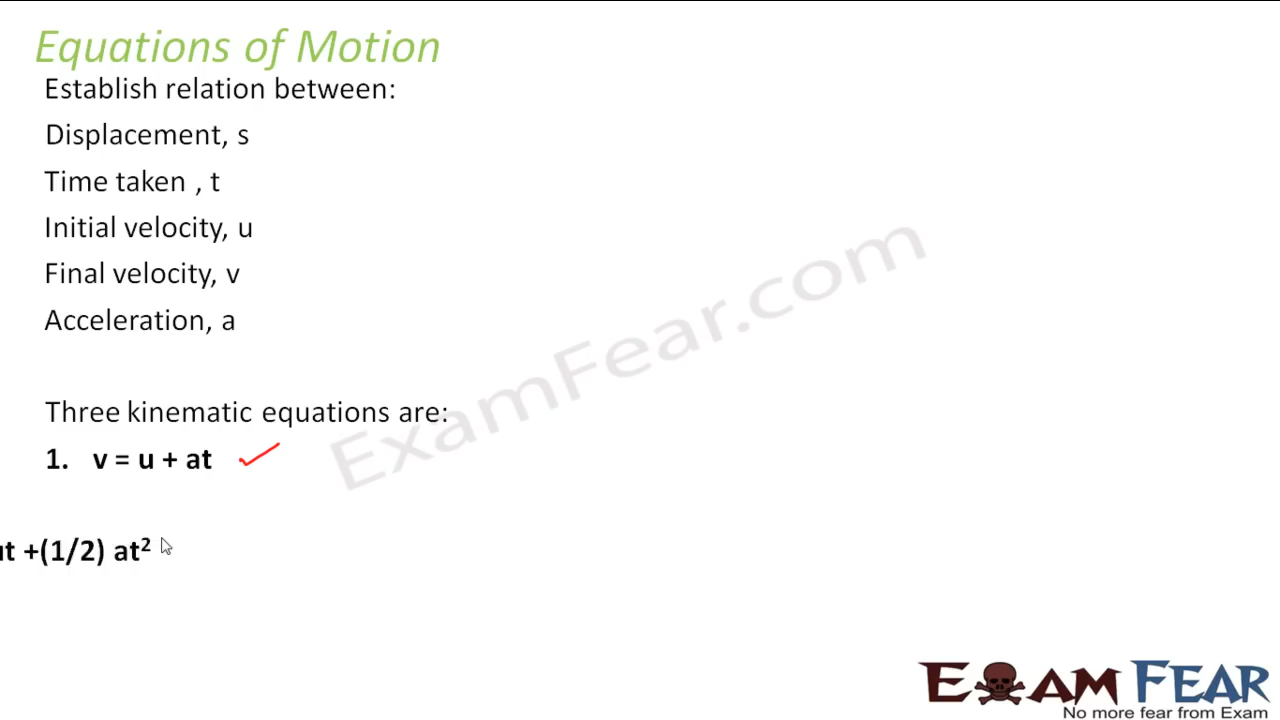 Equations of Motion
Establish relation between:
Displacement, s
Time taken , t
Initial velocity, u
Final velocity, v
Acceleration, a
Three kinematic equations are:
1. v = u + at
ut +(1/2) at²
ExamFear.com
EXAM FEAR
No more fear from Exam